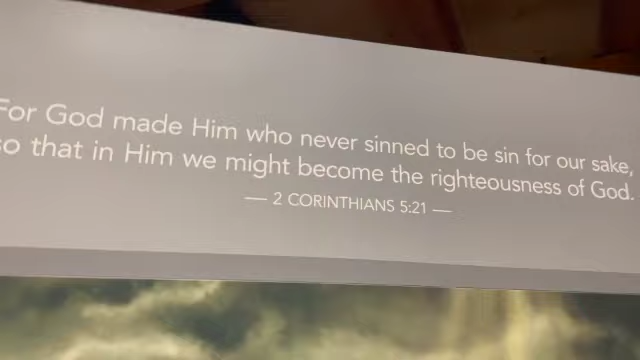 For God made Him who never sinned to be sin for our sake,
so that in Him we might become the righteousness of God.
— 2 CORINTHIANS 5:21 —